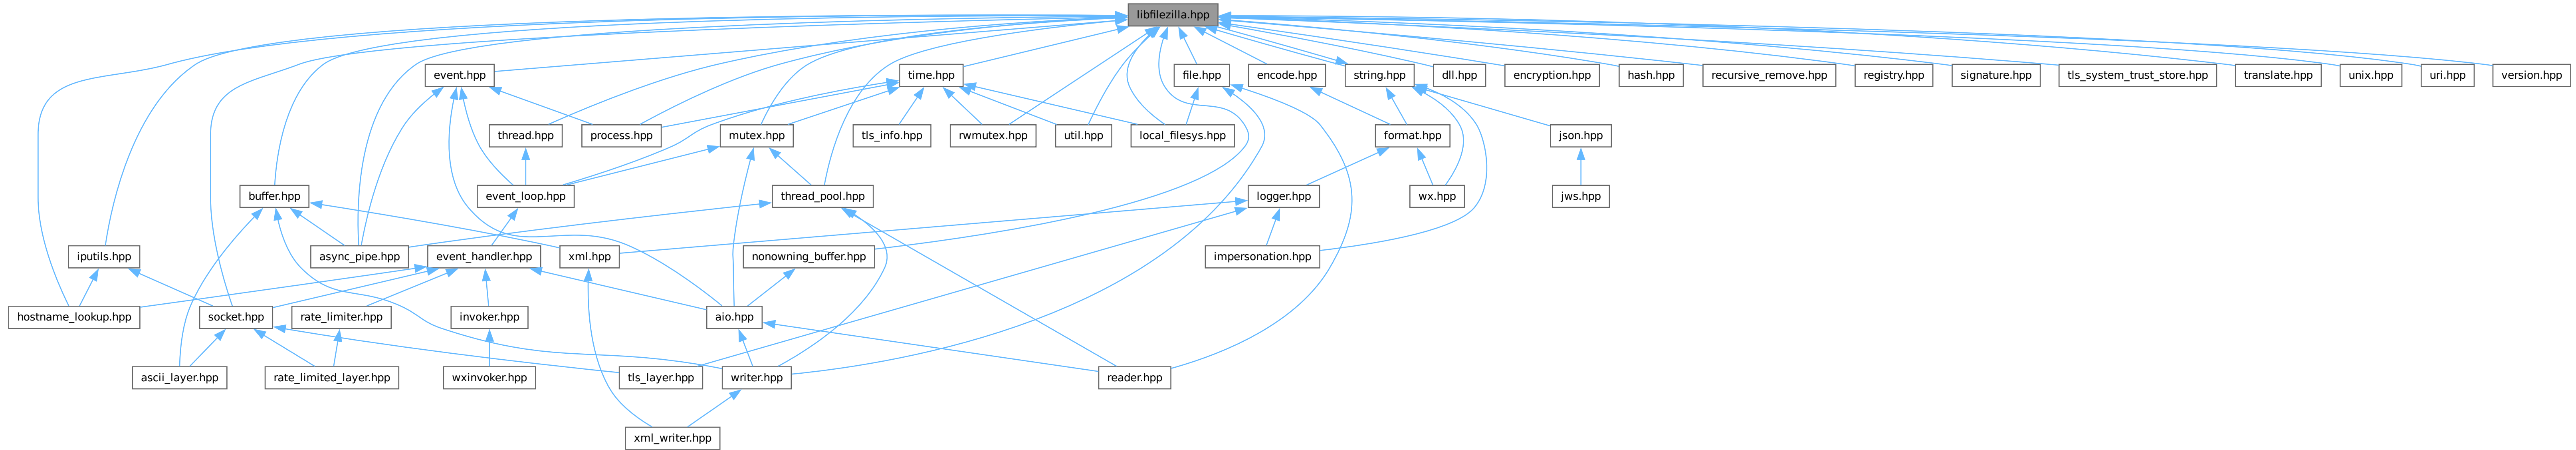 libfilezilla.hpp
event.hpp
time.hpp
file.hpp
encode.hpp
string.hpp
dll.hpp
encryption.hpp
hash.hpp
recursive_remove.hpp
registry.hpp
signature.hpp
tls_system_trust_store.hpp
translate.hpp
unix.hpp
uri.hpp
version.hpp
thread.hpp
process.hpp
mutex.hpp
tls_info.hpp
rwmutex.hpp
util.hpp
local_filesys.hpp
format.hpp
json.hpp
buffer.hpp
event_loop.hpp
thread_pool.hpp
logger.hpp
wx.hpp
jws.hpp
iputils.hpp
async_pipe.hpp
event_handler.hpp
xml.hpp
nonowning_buffer.hpp
impersonation.hpp
hostname_lookup.hpp
socket.hpp
rate_limiter.hpp
invoker.hpp
aio.hpp
ascii_layer.hpp
rate_limited_layer.hpp
wxinvoker.hpp
tls_layer.hpp
writer.hpp
reader.hpp
xml_writer.hpp